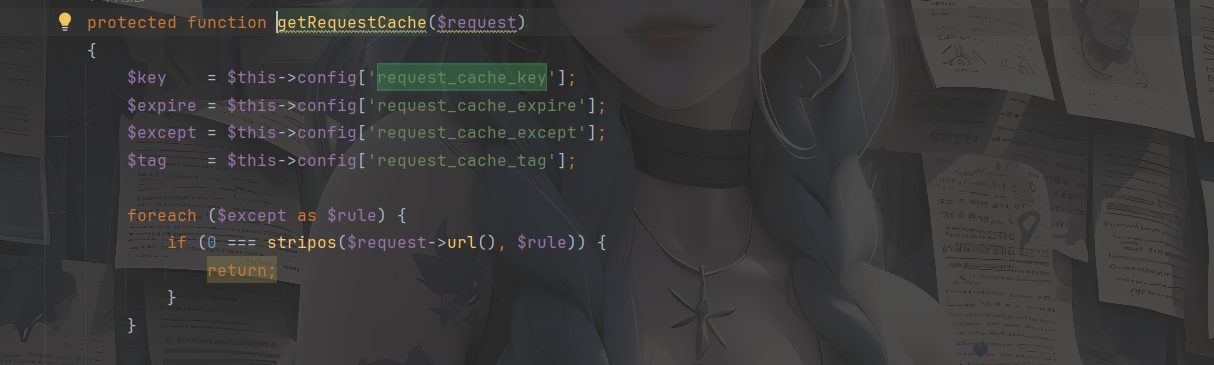 protected function getRequestCache($request)
{
$key    = $this->config['request_cache_key'];
$expire = $this->config['request_cache_expire'];
$except = $this->config['request_cache_except'];
$tag    = $this->config['request_cache_tag'];
foreach ($except as $rule) {
if (0 === stripos($request->url(), $rule)) {
return;
}
}